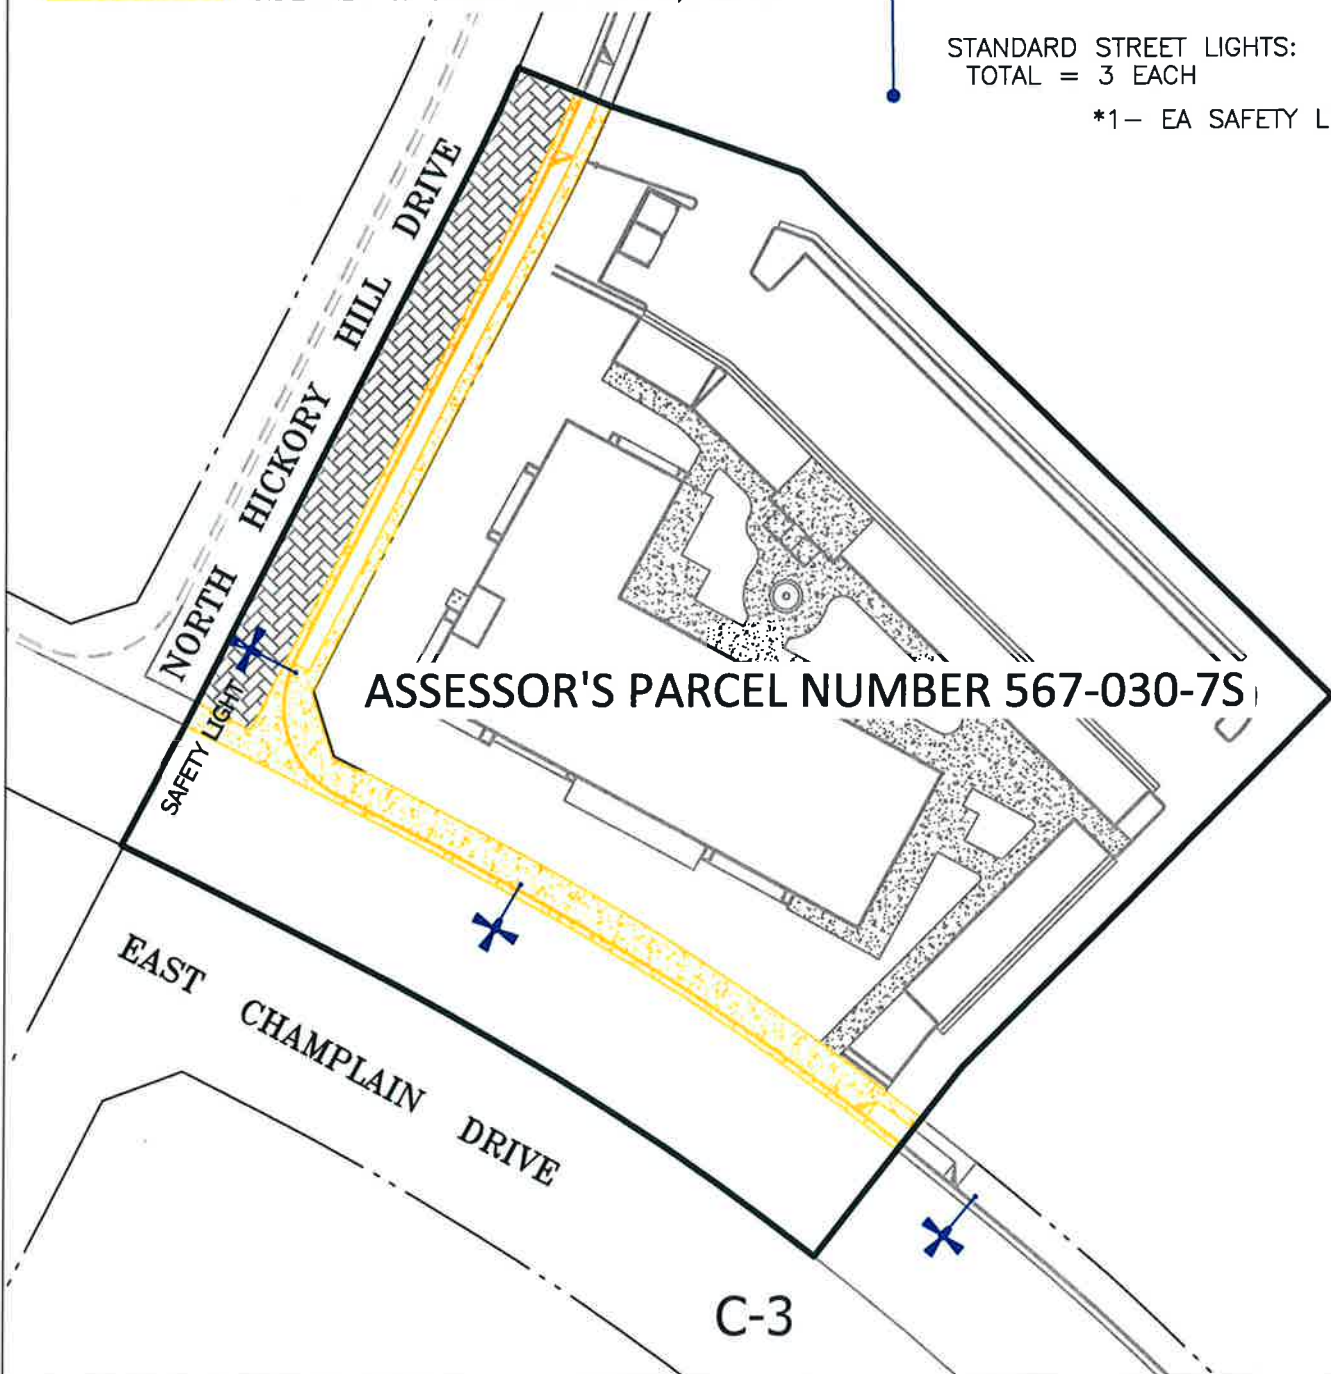 STANDARD STREET LIGHTS:
TOTAL = 3 EACH
*1- EA SAFETY L
NORTH HICKORY HILL DRIVE
SAFETY LIGHT
ASSESSOR'S PARCEL NUMBER 567-030-7S
EAST CHAMPLAIN DRIVE
C-3